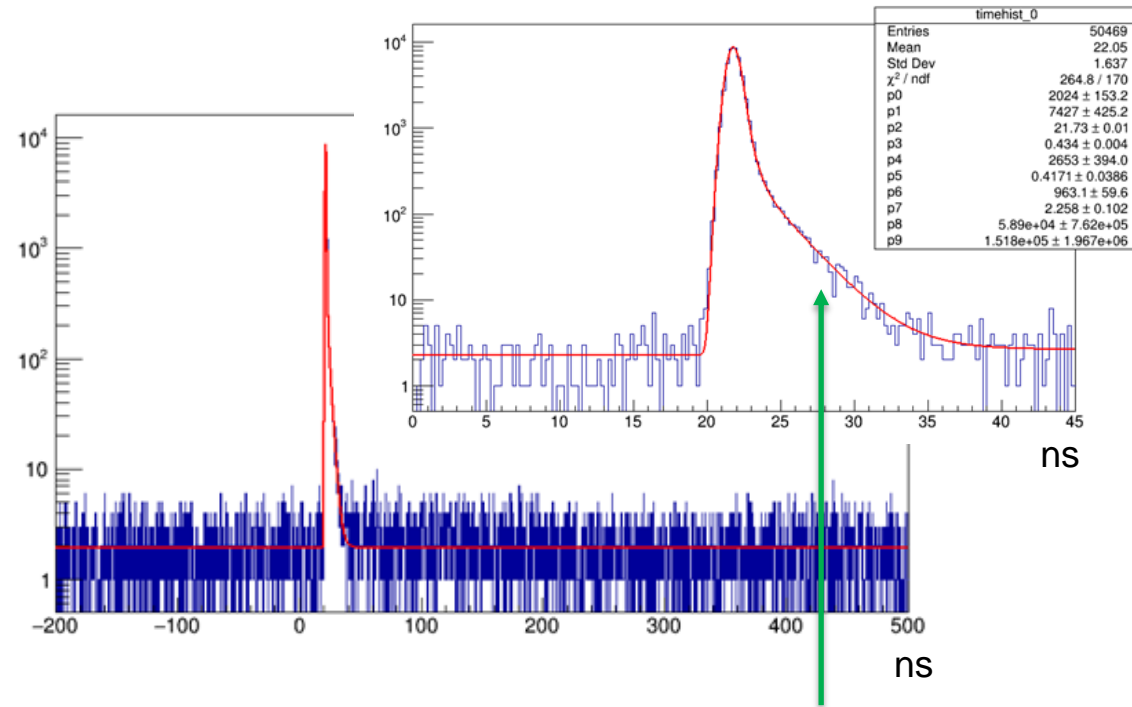 timehist_0
Entries 50469
Mean 22.05
Std Dev 1.637
χ² / ndf 264.8 / 170
p0 2024 ± 153.2
p1 7427 ± 425.2
p2 21.73 ± 0.01
p3 0.434 ± 0.004
p4 2653 ± 394.0
p5 0.4171 ± 0.0386
p6 963.1 ± 59.6
p7 2.258 ± 0.102
p8 5.89e+04 ± 7.62e+05
p9 1.518e+05 ± 1.967e+06
10⁴
10³
10²
10
1
0 5 10 15 20 25 30 35 40 45
ns
10⁴
10³
10²
10
1
−200 −100 0 100 200 300 400 500
ns